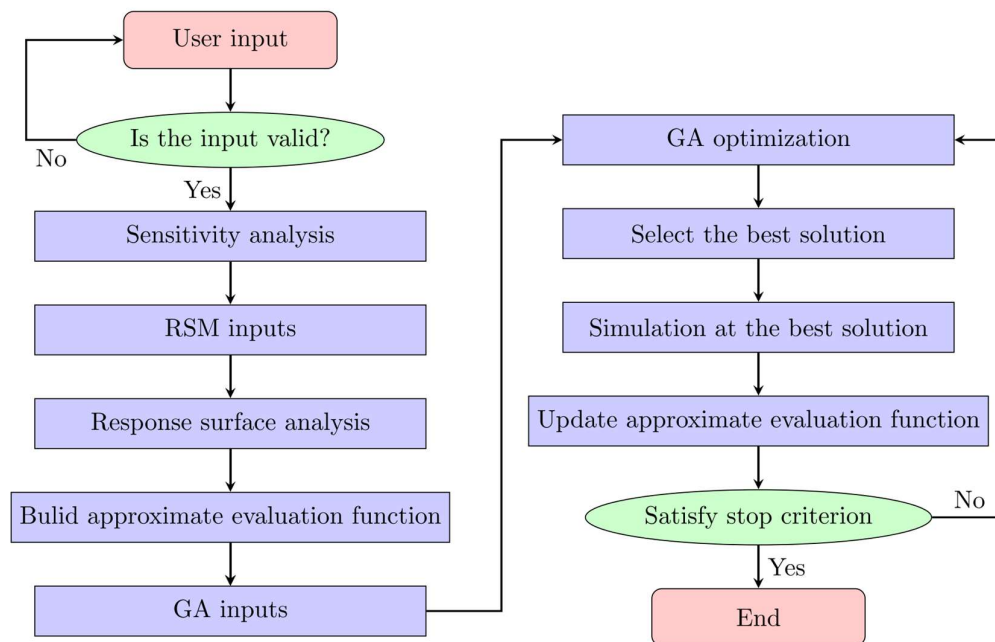 User input
Is the input valid?
No
Yes
Sensitivity analysis
RSM inputs
Response surface analysis
Bulid approximate evaluation function
GA inputs
GA optimization
Select the best solution
Simulation at the best solution
Update approximate evaluation function
Satisfy stop criterion
No
Yes
End